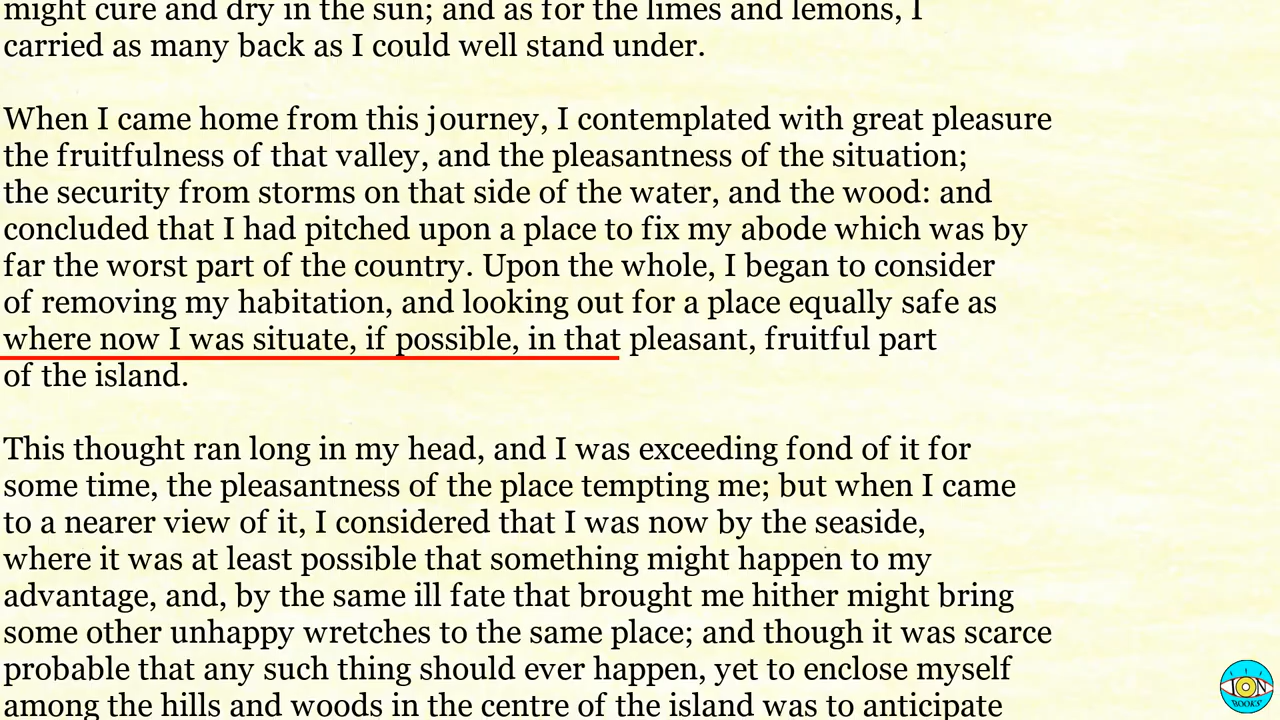 might cure and dry in the sun; and as for the limes and lemons, I
carried as many back as I could well stand under.
When I came home from this journey, I contemplated with great pleasure
the fruitfulness of that valley, and the pleasantness of the situation;
the security from storms on that side of the water, and the wood: and
concluded that I had pitched upon a place to fix my abode which was by
far the worst part of the country. Upon the whole, I began to consider
of removing my habitation, and looking out for a place equally safe as
where now I was situate, if possible, in that pleasant, fruitful part
of the island.
This thought ran long in my head, and I was exceeding fond of it for
some time, the pleasantness of the place tempting me; but when I came
to a nearer view of it, I considered that I was now by the seaside,
where it was at least possible that something might happen to my
advantage, and, by the same ill fate that brought me hither might bring
some other unhappy wretches to the same place; and though it was scarce
probable that any such thing should ever happen, yet to enclose myself
among the hills and woods in the centre of the island was to anticipate
ION
BOOKS